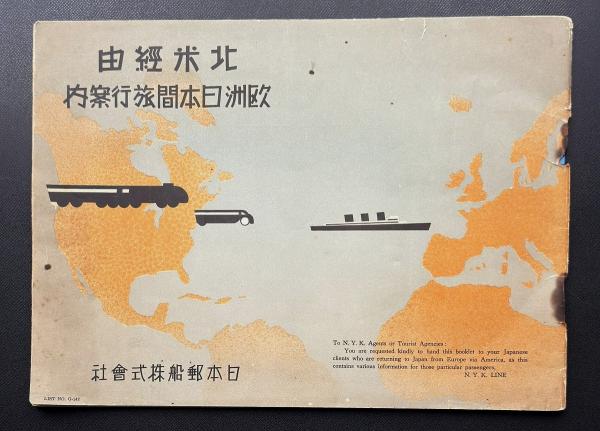 北米經由
欧洲日本間旅行案内
To N. Y. K. Agents or Tourist Agencies :
You are requested kindly to hand this booklet to your Japanese
clients who are returning to Japan from Europe via America, as this
contains various information for those particular passengers.
N. Y. K. LINE
日本郵船株式會社
LIST NO. G-541